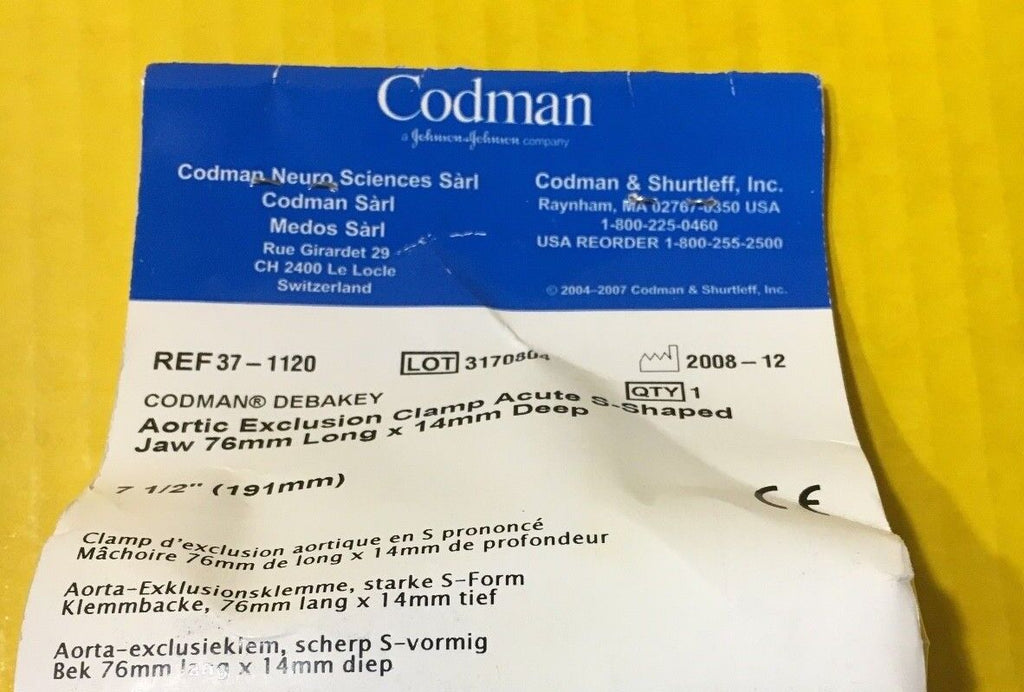 Codman
a Johnson & Johnson company
Codman Neuro Sciences Sàrl
Codman Sàrl
Medos Sàrl
Rue Girardet 29
CH 2400 Le Locle
Switzerland
Codman & Shurtleff, Inc.
Raynham, MA 02767-0350 USA
1-800-225-0460
USA REORDER 1-800-255-2500
© 2004-2007 Codman & Shurtleff, Inc.
REF 37-1120 LOT 3170804 2008-12
CODMAN® DEBAKEY QTY 1
Aortic Exclusion Clamp Acute S-Shaped
Jaw 76mm Long x 14mm Deep
7 1/2" (191mm)
CE
Clamp d'exclusion aortique en S prononcé
Mâchoire 76mm de long x 14mm de profondeur
Aorta-Exklusionsklemme, starke S-Form
Klemmbacke, 76mm lang x 14mm tief
Aorta-exclusieklem, scherp S-vormig
Bek 76mm lang x 14mm diep